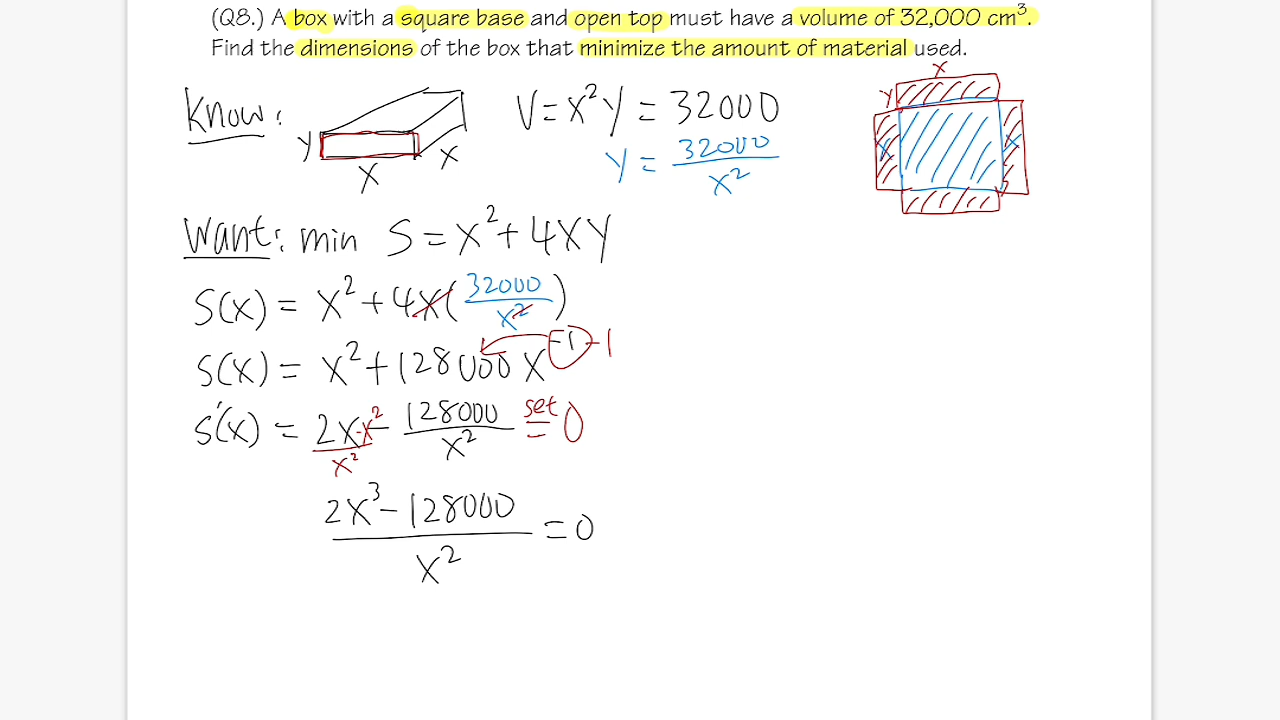 (Q8.) A box with a square base and open top must have a volume of 32,000 cm³.
Find the dimensions of the box that minimize the amount of material used.
Know:
Y
X
X
V = X²Y = 32000
Y = 32000/X²
X
Y
X
X
Want: min S = X² + 4XY
S(X) = X² + 4X(32000/X²)
S(X) = X² + 128000 X⁻¹ -1
S'(X) = 2X·X²/X² - 128000/X² set = 0
2X³ - 128000/X² = 0